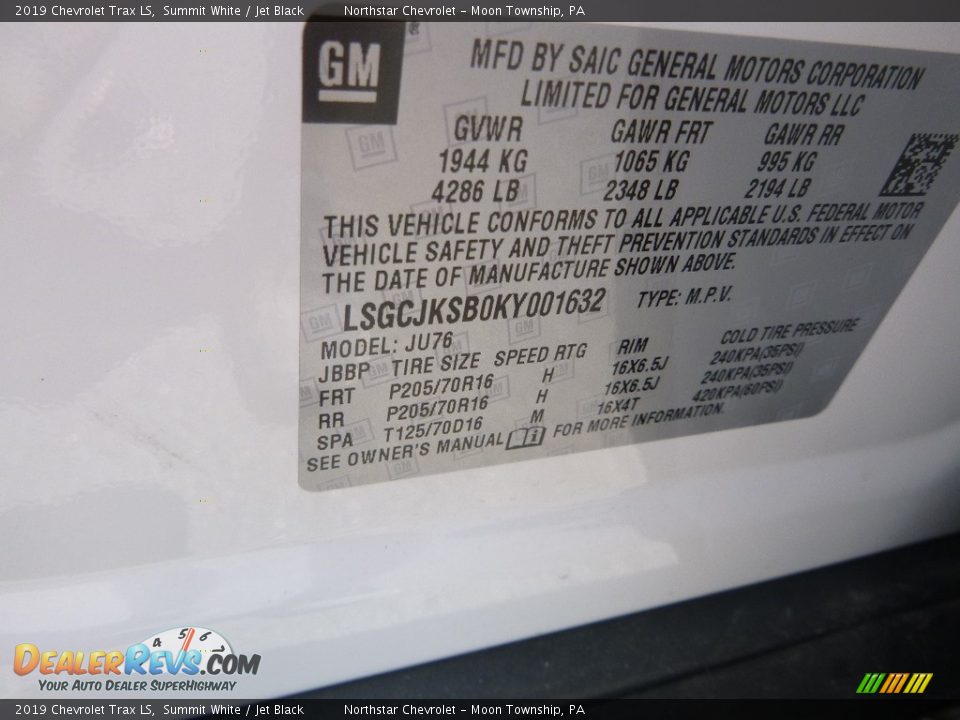 2019 Chevrolet Trax LS, Summit White / Jet Black Northstar Chevrolet - Moon Township, PA
GM
MFD BY SAIC GENERAL MOTORS CORPORATION
LIMITED FOR GENERAL MOTORS LLC
GVWR GAWR FRT GAWR RR
1944 KG 1065 KG 995 KG
4286 LB 2348 LB 2194 LB
THIS VEHICLE CONFORMS TO ALL APPLICABLE U.S. FEDERAL MOTOR
VEHICLE SAFETY AND THEFT PREVENTION STANDARDS IN EFFECT ON
THE DATE OF MANUFACTURE SHOWN ABOVE.
LSGCJKSB0KY001632 TYPE: M.P.V.
MODEL: JU76
JBBP TIRE SIZE SPEED RTG RIM COLD TIRE PRESSURE
FRT P205/70R16 H 16X6.5J 240KPA(35PSI)
RR P205/70R16 H 16X6.5J 240KPA(35PSI)
SPA T125/70D16 M 16X4T 420KPA(60PSI)
SEE OWNER'S MANUAL FOR MORE INFORMATION.
4 5 6 7
DEALERREVS.COM
YOUR AUTO DEALER SUPERHIGHWAY
2019 Chevrolet Trax LS, Summit White / Jet Black Northstar Chevrolet - Moon Township, PA